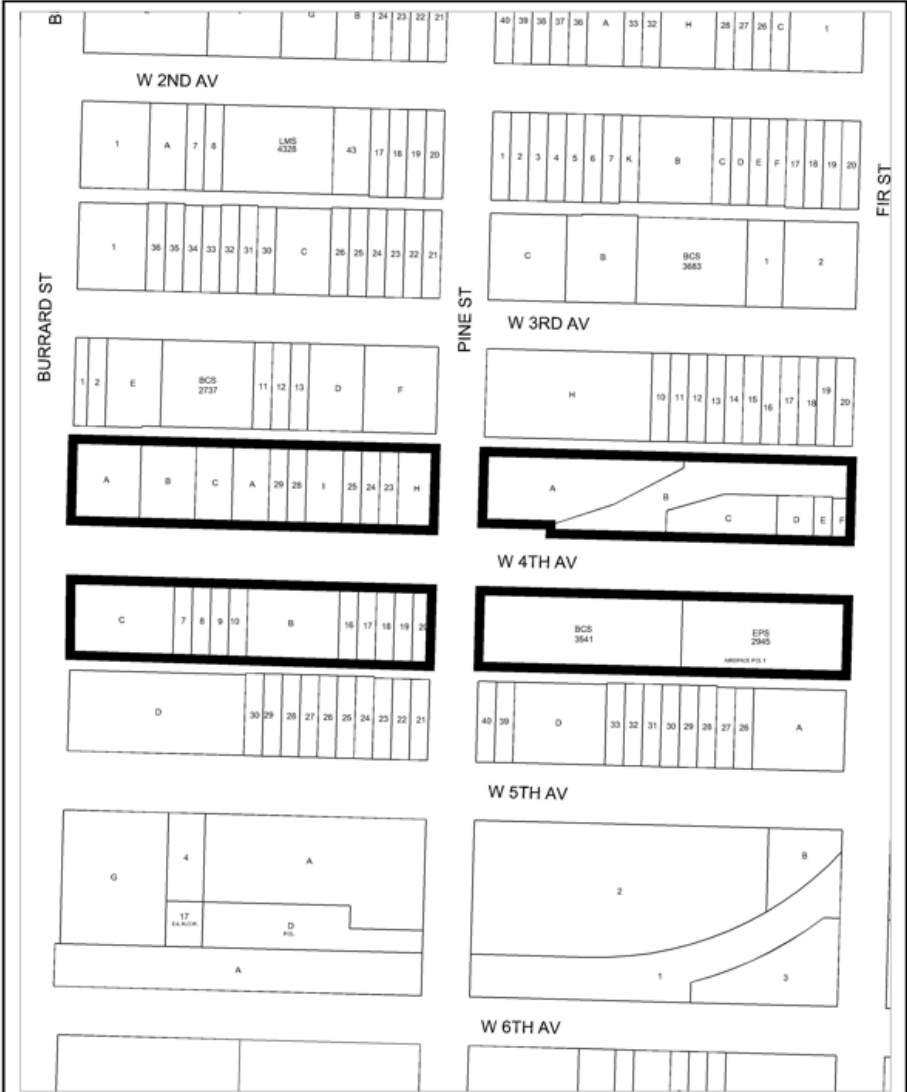 B
G B 24 23 22 21
40 39 38 37 36 A 33 32 H 28 27 26 C 1
W 2ND AV
1 A 7 8 LMS 43 17 18 19 20
4328
1 2 3 4 5 6 7 K B C D E F 17 18 19 20
FIR ST
1 36 35 34 33 32 31 30 C 26 25 24 23 22 21
C B BCS 1 2
3683
BURRARD ST
PINE ST
W 3RD AV
1 2 E BCS 11 12 13 D F
2737
H 10 11 12 13 14 15 16 17 18 19 20
A B C A 29 28 I 25 24 23 H
A B C D E F
W 4TH AV
C 7 8 9 10 B 16 17 18 19 20
BCS EPS
3541 2945
AIRSPACE PCL 1
D 30 29 28 27 26 25 24 23 22 21
40 39 D 33 32 31 30 29 28 27 26 A
W 5TH AV
G 4 A
17 D
PCL.
A
2 B
1 3
W 6TH AV